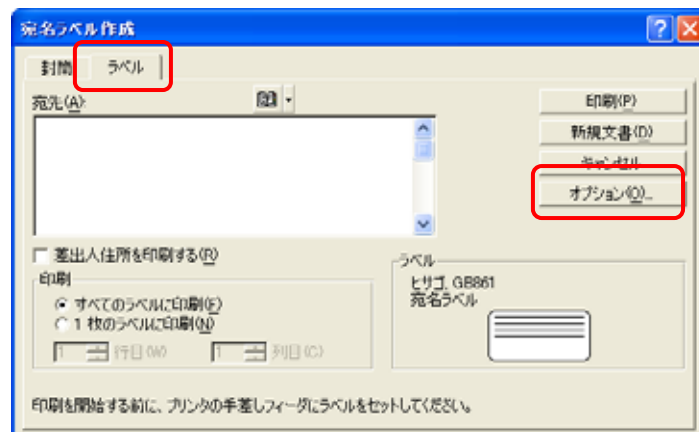 宛名ラベル作成
封筒 ラベル
宛先(A):
印刷(P)
新規文書(D)
キャンセル
オプション(O)...
差出人住所を印刷する(R)
印刷
すべてのラベルに印刷(F)
1 枚のラベルに印刷(N)
1 行目(W) 1 列目(C)
ラベル
ヒサゴ, GB861
宛名ラベル
印刷を開始する前に、プリンタの手差しフィーダにラベルをセットしてください。